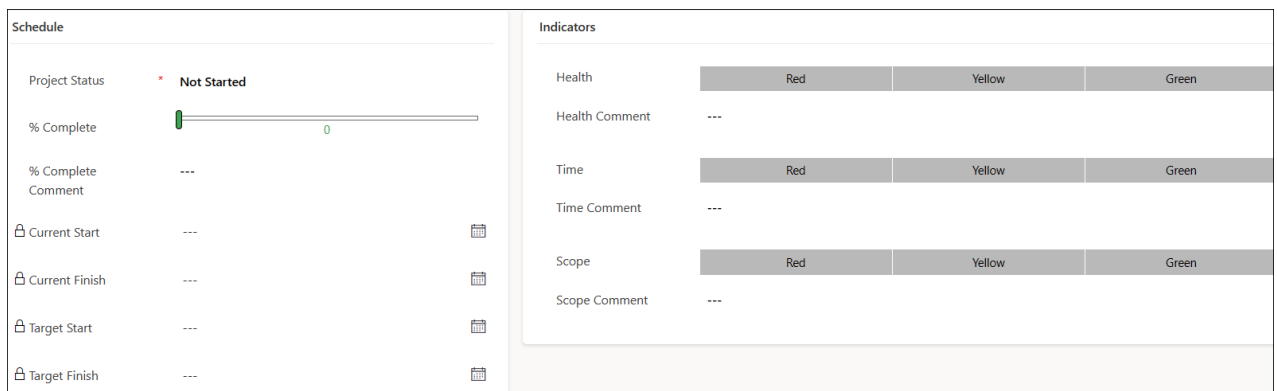 Schedule
Project Status * Not Started
% Complete
0
% Complete
Comment
---
Current Start ---
Current Finish ---
Target Start ---
Target Finish ---
Indicators
Health Red Yellow Green
Health Comment ---
Time Red Yellow Green
Time Comment ---
Scope Red Yellow Green
Scope Comment ---